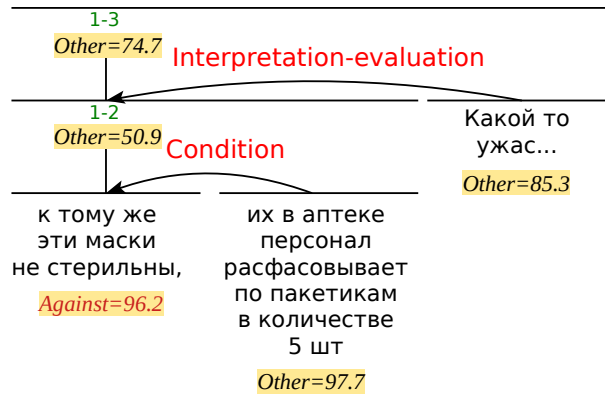 1-3
Other=74.7
Interpretation-evaluation
1-2
Other=50.9
Condition
Какой то
ужас...
Other=85.3
к тому же
эти маски
не стерильны,
Against=96.2
их в аптеке
персонал
расфасовывает
по пакетикам
в количестве
5 шт
Other=97.7